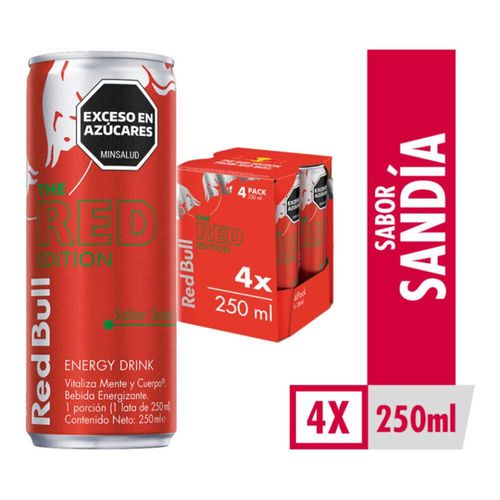 EXCESO EN
AZÚCARES
MINSALUD
THE
RED
EDITION
Red Bull
Sabor
ENERGY DRINK
Vitaliza Mente y Cuerpo®.
Bebida Energizante.
1 porción (1 lata de 250 ml)
Contenido Neto: 250 ml
4 PACK
250 ml
THE
RED
EDITION
Red Bull
4x
250 ml
SABOR
SANDÍA
4X
250ml